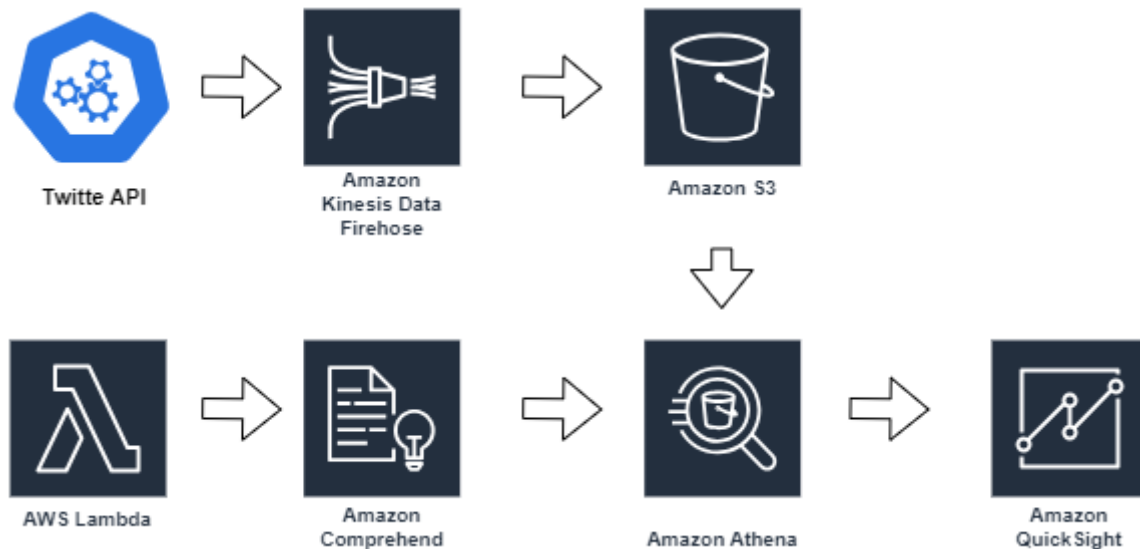 Twitte API
Amazon
Kinesis Data
Firehose
Amazon S3
AWS Lambda
Amazon
Comprehend
Amazon Athena
Amazon
QuickSight